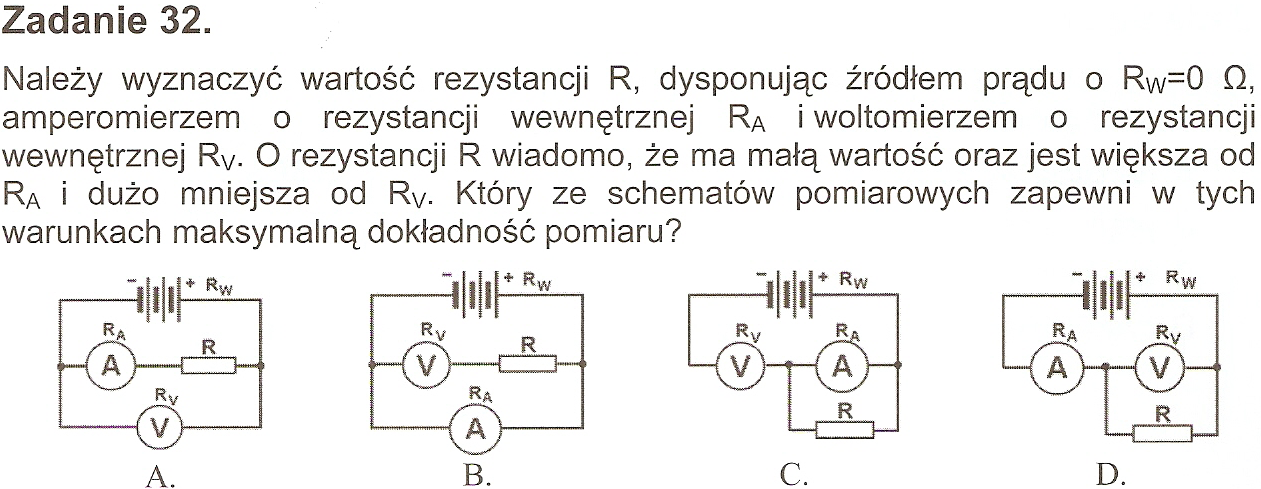 Zadanie 32.
Należy wyznaczyć wartość rezystancji R, dysponując źródłem prądu o RW=0 Ω,
amperomierzem o rezystancji wewnętrznej RA i woltomierzem o rezystancji
wewnętrznej RV. O rezystancji R wiadomo, że ma małą wartość oraz jest większa od
RA i dużo mniejsza od RV. Który ze schematów pomiarowych zapewni w tych
warunkach maksymalną dokładność pomiaru?
- + RW - + RW - + RW - + RW
RA R RV R RV RA RA RV
A V V A A V
RV RA R R
V A
A. B. C. D.